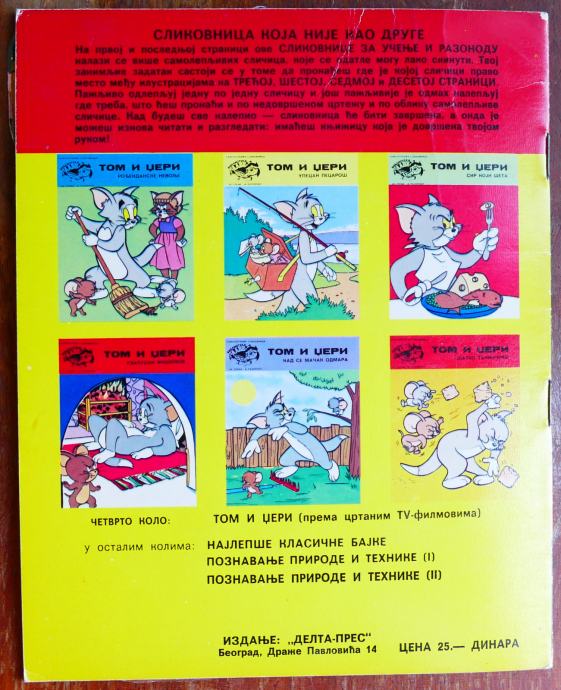 СЛИКОВНИЦА КОЈА НИЈЕ КАО ДРУГЕ
На првој и последњој страници ове СЛИКОВНИЦЕ ЗА УЧЕЊЕ И РАЗОНОДУ
налази се више самолепљивих сличица, које се одатле могу лако скинути. Твој
занимљив задатак састоји се у томе да пронађеш где је којој сличици право
место међу илустрацијама на ТРЕЋОЈ, ШЕСТОЈ, СЕДМОЈ и ДЕСЕТОЈ СТРАНИЦИ.
Пажљиво одлепљуј једну по једну сличицу и још пажљивије је одмах налепљуј
где треба, што ћеш пронаћи и по недовршеном цртежу и по облику самолепљиве
сличице. Кад будеш све налепио — сликовница ће бити завршена, а онда је
можеш изнова читати и разгледати: имаћеш књижицу која је довршена твојом
руком!
ТОМ И ЏЕРИ
РОЂЕНДАНСКЕ НЕВОЉЕ
ТОМ И ЏЕРИ
УПЕЦАН ПЕЦАРОШ
ТОМ И ЏЕРИ
СИР КОЈИ ШЕТА
ТОМ И ЏЕРИ
ТОМ И ЏЕРИ
КАД СЕ МАЧАК ОДМАРА
ТОМ И ЏЕРИ
ЧЕТВРТО КОЛО: ТОМ И ЏЕРИ (према цртаним TV-филмовима)
у осталим колима: НАЈЛЕПШЕ КЛАСИЧНЕ БАЈКЕ
ПОЗНАВАЊЕ ПРИРОДЕ И ТЕХНИКЕ (I)
ПОЗНАВАЊЕ ПРИРОДЕ И ТЕХНИКЕ (II)
ИЗДАЊЕ: „ДЕЛТА-ПРЕС"
Београд, Драже Павловића 14
ЦЕНА 25.— ДИНАРА